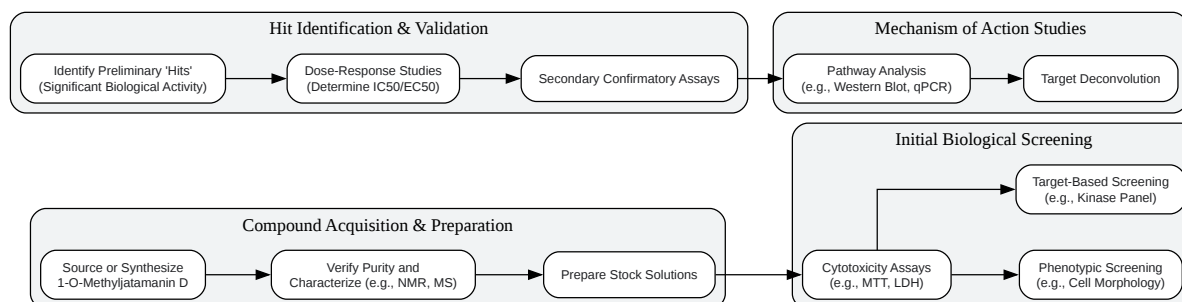 Hit Identification & Validation
Identify Preliminary 'Hits'
(Significant Biological Activity)
Dose-Response Studies
(Determine IC50/EC50)
Secondary Confirmatory Assays
Mechanism of Action Studies
Pathway Analysis
(e.g., Western Blot, qPCR)
Target Deconvolution
Initial Biological Screening
Target-Based Screening
(e.g., Kinase Panel)
Compound Acquisition & Preparation
Source or Synthesize
1-O-Methyljatamanin D
Verify Purity and
Characterize (e.g., NMR, MS)
Prepare Stock Solutions
Cytotoxicity Assays
(e.g., MTT, LDH)
Phenotypic Screening
(e.g., Cell Morphology)